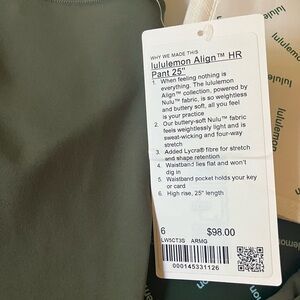 WHY WE MADE THIS
lululemon Align™ HR
Pant 25"
1. When feeling nothing is
everything. The lululemon
Align™ collection, powered by
Nulu™ fabric, is so weightless
and buttery soft, all you feel
is your practice
2. Our buttery-soft Nulu™ fabric
feels weightlessly light and is
sweat-wicking and four-way
stretch
3. Added Lycra® fibre for stretch
and shape retention
4. Waistband lies flat and won't
dig in
5. Waistband pocket holds your key
or card
6. High rise, 25" length
6 $98.00
LW5CT3S ARMG
000145331126
lululemon
lululemon
lululemon